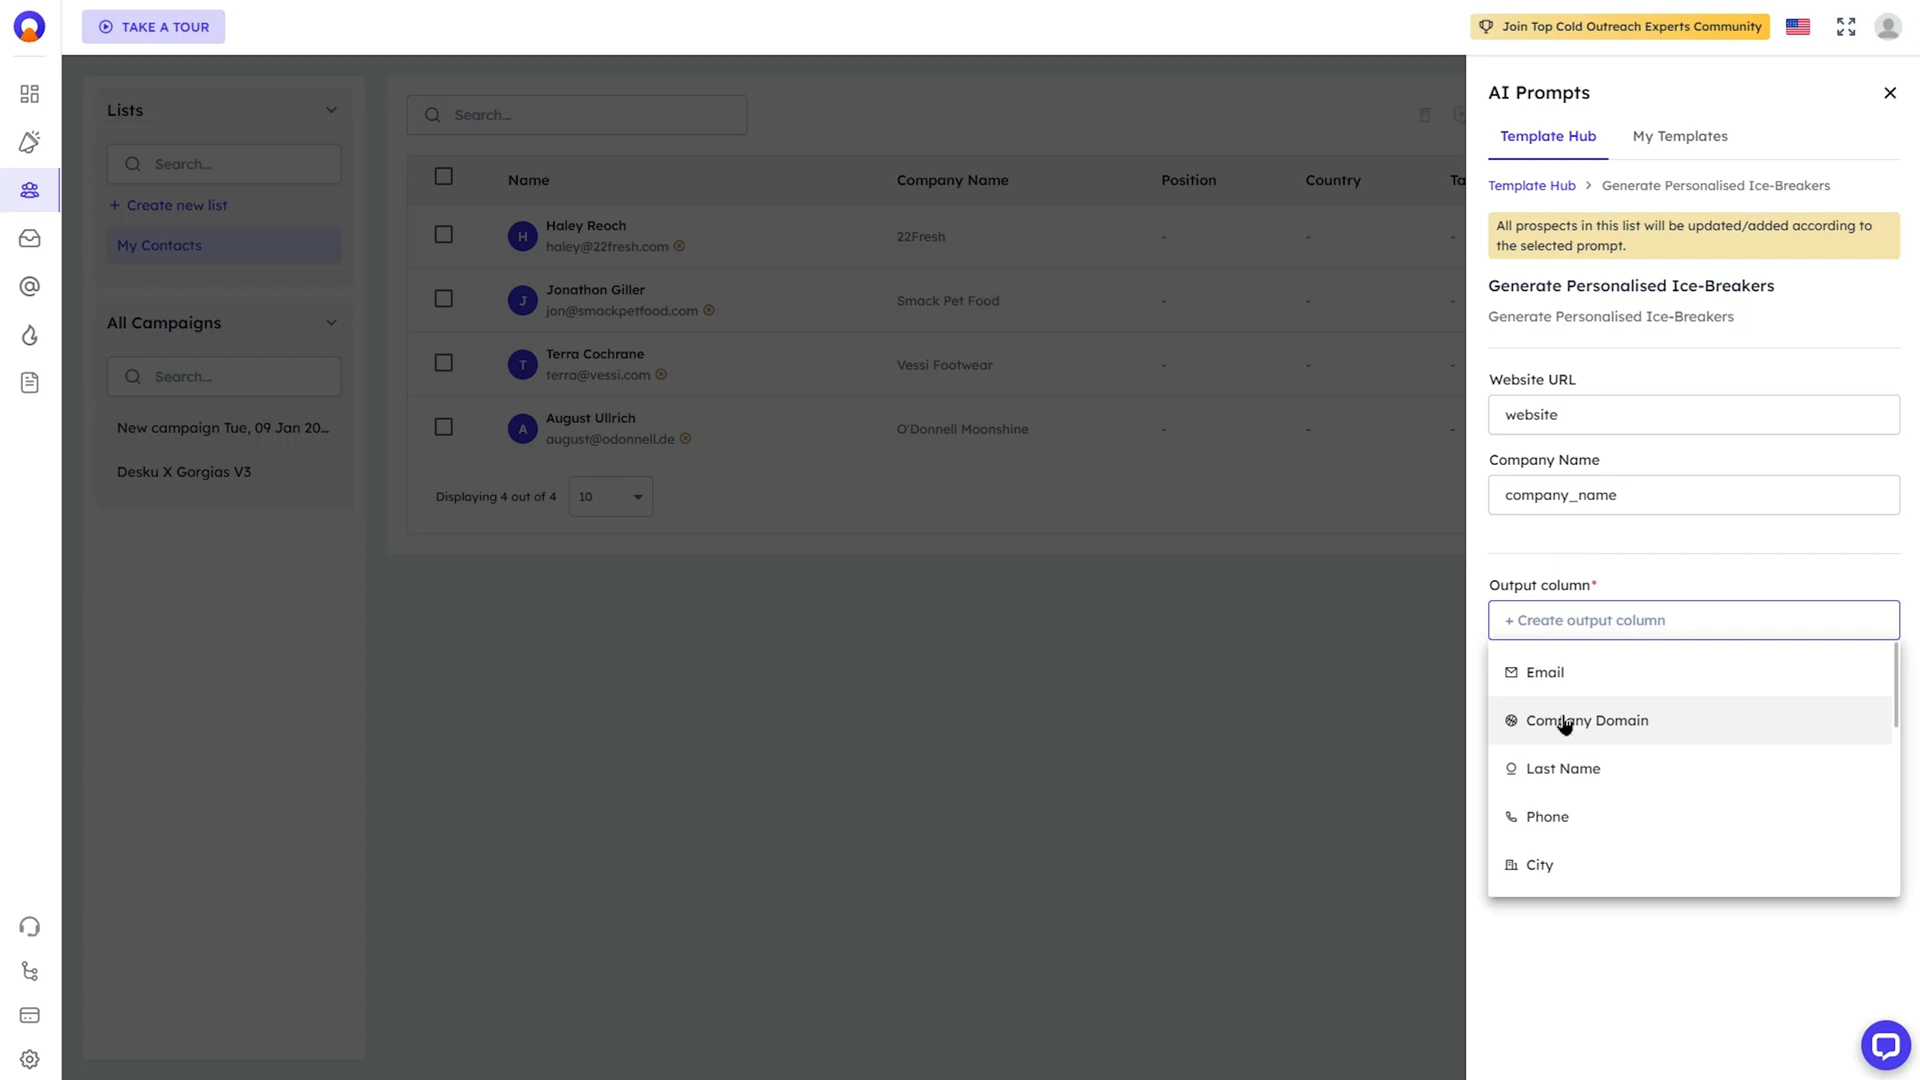 TAKE A TOUR
Join Top Cold Outreach Experts Community
Lists
Search...
+ Create new list
My Contacts
All Campaigns
Search...
New campaign Tue, 09 Jan 20...
Desku X Gorgias V3
Search...
Name Company Name Position Country Ta
H Haley Reoch
haley@22fresh.com
22Fresh - - -
J Jonathon Giller
jon@smackpetfood.com
Smack Pet Food - - -
T Terra Cochrane
terra@vessi.com
Vessi Footwear - - -
A August Ullrich
august@odonnell.de
O'Donnell Moonshine - - -
Displaying 4 out of 4 10
AI Prompts
Template Hub My Templates
Template Hub > Generate Personalised Ice-Breakers
All prospects in this list will be updated/added according to
the selected prompt.
Generate Personalised Ice-Breakers
Generate Personalised Ice-Breakers
Website URL
website
Company Name
company_name
Output column*
+ Create output column
Email
Company Domain
Last Name
Phone
City